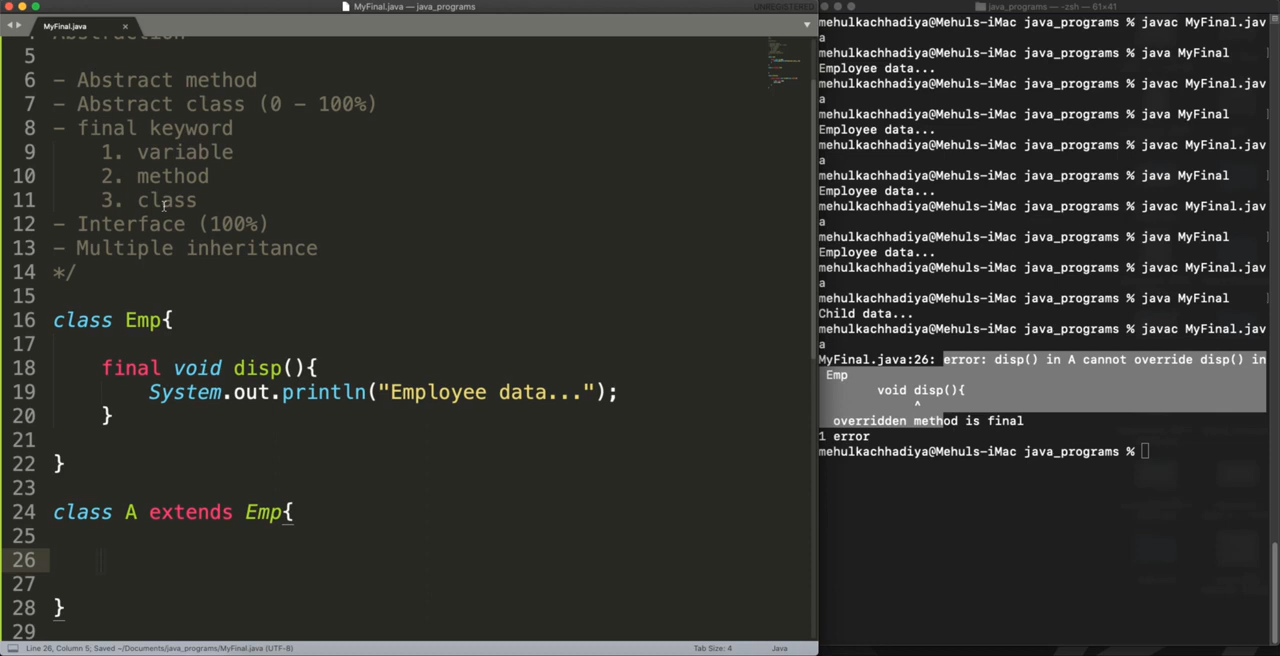 MyFinal.java — java_programs
UNREGISTERED
MyFinal.java
Abstraction
5
6 - Abstract method
7 - Abstract class (0 - 100%)
8 - final keyword
9 1. variable
10 2. method
11 3. class
12 - Interface (100%)
13 - Multiple inheritance
14 */
15
16 class Emp{
17
18 final void disp(){
19 System.out.println("Employee data...");
20 }
21
22 }
23
24 class A extends Emp{
25
26
27
28 }
29
Line 26, Column 5; Saved ~/Documents/java_programs/MyFinal.java (UTF-8)
Tab Size: 4
Java
java_programs — -zsh — 61×41
mehulkachhadiya@Mehuls-iMac java_programs % javac MyFinal.jav
a
mehulkachhadiya@Mehuls-iMac java_programs % java MyFinal
Employee data...
mehulkachhadiya@Mehuls-iMac java_programs % javac MyFinal.jav
a
mehulkachhadiya@Mehuls-iMac java_programs % java MyFinal
Employee data...
mehulkachhadiya@Mehuls-iMac java_programs % javac MyFinal.jav
a
mehulkachhadiya@Mehuls-iMac java_programs % java MyFinal
Employee data...
mehulkachhadiya@Mehuls-iMac java_programs % javac MyFinal.jav
a
mehulkachhadiya@Mehuls-iMac java_programs % java MyFinal
Employee data...
mehulkachhadiya@Mehuls-iMac java_programs % javac MyFinal.jav
a
mehulkachhadiya@Mehuls-iMac java_programs % java MyFinal
Child data...
mehulkachhadiya@Mehuls-iMac java_programs % javac MyFinal.jav
a
MyFinal.java:26: error: disp() in A cannot override disp() in
Emp
void disp(){
^
overridden method is final
1 error
mehulkachhadiya@Mehuls-iMac java_programs %